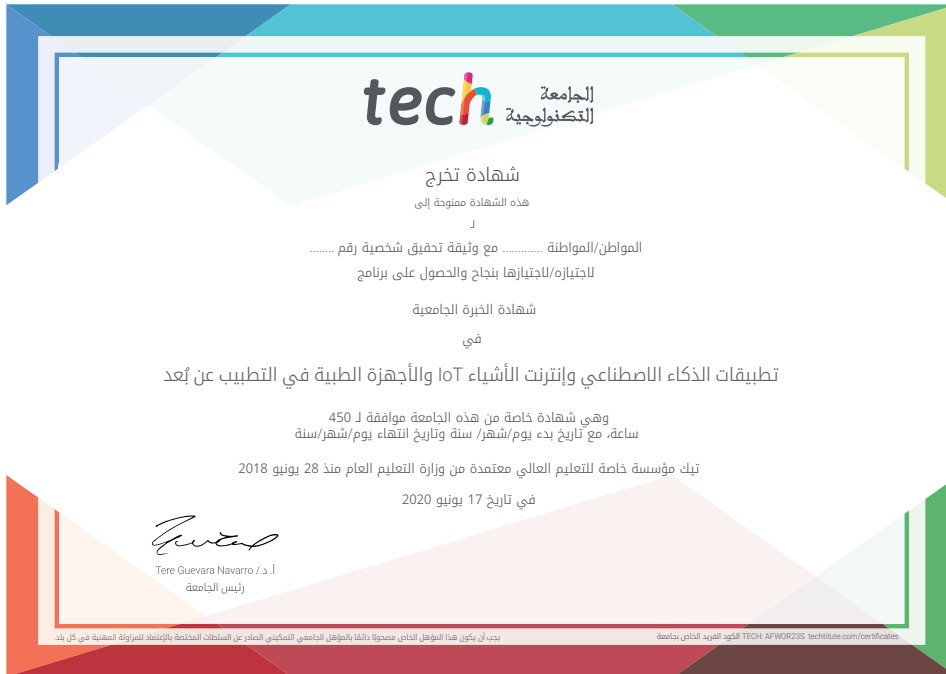 tech الجامعة
التكنولوجية
شهادة تخرج
هذه الشهادة ممنوحة إلى
لـ
المواطن/المواطنة ............. مع وثيقة تحقيق شخصية رقم ........
لاجتيازه/لاجتيازها بنجاح والحصول على برنامج
شهادة الخبرة الجامعية
في
تطبيقات الذكاء الاصطناعي وإنترنت الأشياء IoT والأجهزة الطبية في التطبيب عن بُعد
وهي شهادة خاصة من هذه الجامعة موافقة لـ 450
ساعة، مع تاريخ بدء يوم/شهر/ سنة وتاريخ انتهاء يوم/شهر/سنة
تيك مؤسسة خاصة للتعليم العالي معتمدة من وزارة التعليم العام منذ 28 يونيو 2018
في تاريخ 17 يونيو 2020
أ. د./ Tere Guevara Navarro
رئيس الجامعة
الكود الفريد الخاص بجامعة TECH: AFWOR23S techtitute.com/certificates
يجب أن يكون هذا المؤهل الخاص مصحوبًا دائمًا بالمؤهل الجامعي التمكيني الصادر عن السلطات المختصة بالإعتماد للمزاولة المهنية في كل بلد.